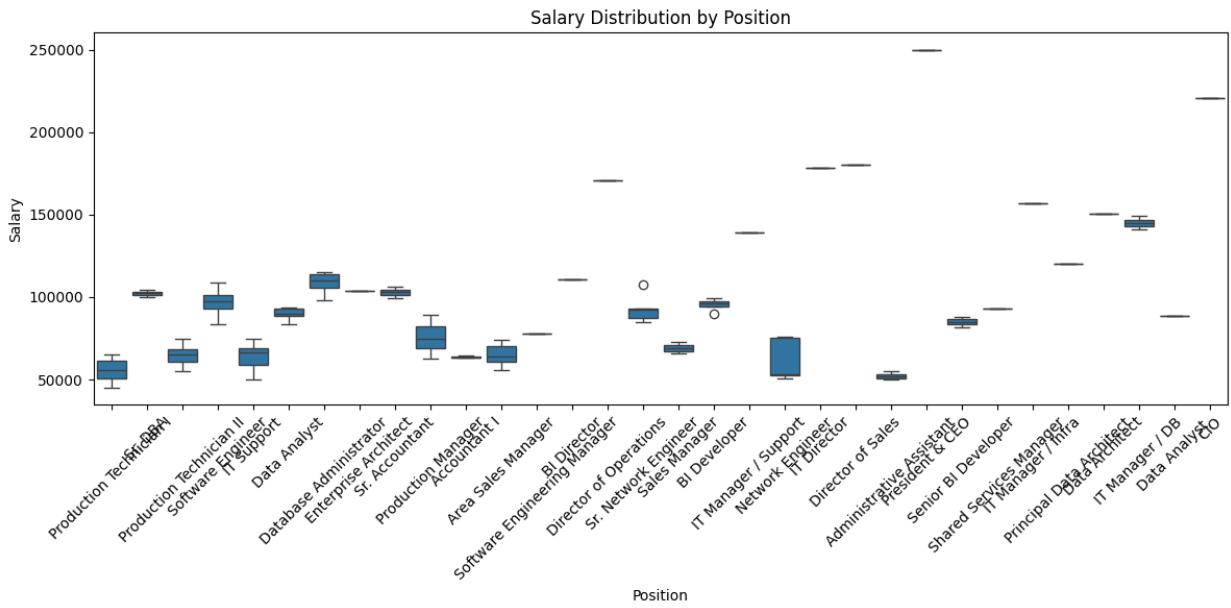 Salary Distribution by Position
Salary
250000
200000
150000
100000
50000
Production Technician I
Sr. DBA
Production Technician II
Software Engineer
IT Support
Data Analyst
Database Administrator
Enterprise Architect
Sr. Accountant
Production Manager
Accountant I
Area Sales Manager
Software Engineering Manager
BI Director
Director of Operations
Sr. Network Engineer
Sales Manager
BI Developer
IT Manager / Support
Network Engineer
IT Director
Director of Sales
Administrative Assistant
President & CEO
Senior BI Developer
Shared Services Manager
IT Manager / Infra
Principal Data Architect
Data Architect
IT Manager / DB
Data Analyst
CIO
Position